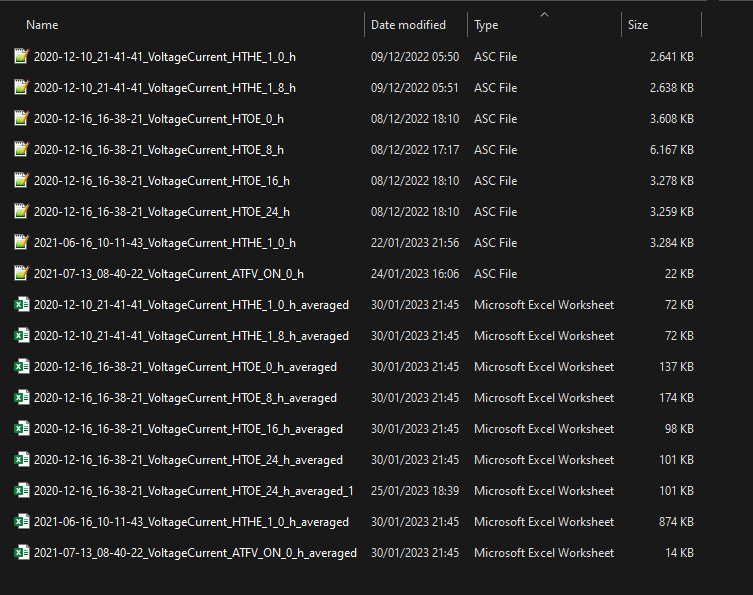 Name Date modified Type Size
2020-12-10_21-41-41_VoltageCurrent_HTHE_1_0_h 09/12/2022 05:50 ASC File 2.641 KB
2020-12-10_21-41-41_VoltageCurrent_HTHE_1_8_h 09/12/2022 05:51 ASC File 2.638 KB
2020-12-16_16-38-21_VoltageCurrent_HTOE_0_h 08/12/2022 18:10 ASC File 3.608 KB
2020-12-16_16-38-21_VoltageCurrent_HTOE_8_h 08/12/2022 17:17 ASC File 6.167 KB
2020-12-16_16-38-21_VoltageCurrent_HTOE_16_h 08/12/2022 18:10 ASC File 3.278 KB
2020-12-16_16-38-21_VoltageCurrent_HTOE_24_h 08/12/2022 18:10 ASC File 3.259 KB
2021-06-16_10-11-43_VoltageCurrent_HTHE_1_0_h 22/01/2023 21:56 ASC File 3.284 KB
2021-07-13_08-40-22_VoltageCurrent_ATFV_ON_0_h 24/01/2023 16:06 ASC File 22 KB
2020-12-10_21-41-41_VoltageCurrent_HTHE_1_0_h_averaged 30/01/2023 21:45 Microsoft Excel Worksheet 72 KB
2020-12-10_21-41-41_VoltageCurrent_HTHE_1_8_h_averaged 30/01/2023 21:45 Microsoft Excel Worksheet 72 KB
2020-12-16_16-38-21_VoltageCurrent_HTOE_0_h_averaged 30/01/2023 21:45 Microsoft Excel Worksheet 137 KB
2020-12-16_16-38-21_VoltageCurrent_HTOE_8_h_averaged 30/01/2023 21:45 Microsoft Excel Worksheet 174 KB
2020-12-16_16-38-21_VoltageCurrent_HTOE_16_h_averaged 30/01/2023 21:45 Microsoft Excel Worksheet 98 KB
2020-12-16_16-38-21_VoltageCurrent_HTOE_24_h_averaged 30/01/2023 21:45 Microsoft Excel Worksheet 101 KB
2020-12-16_16-38-21_VoltageCurrent_HTOE_24_h_averaged_1 25/01/2023 18:39 Microsoft Excel Worksheet 101 KB
2021-06-16_10-11-43_VoltageCurrent_HTHE_1_0_h_averaged 30/01/2023 21:45 Microsoft Excel Worksheet 874 KB
2021-07-13_08-40-22_VoltageCurrent_ATFV_ON_0_h_averaged 30/01/2023 21:45 Microsoft Excel Worksheet 14 KB